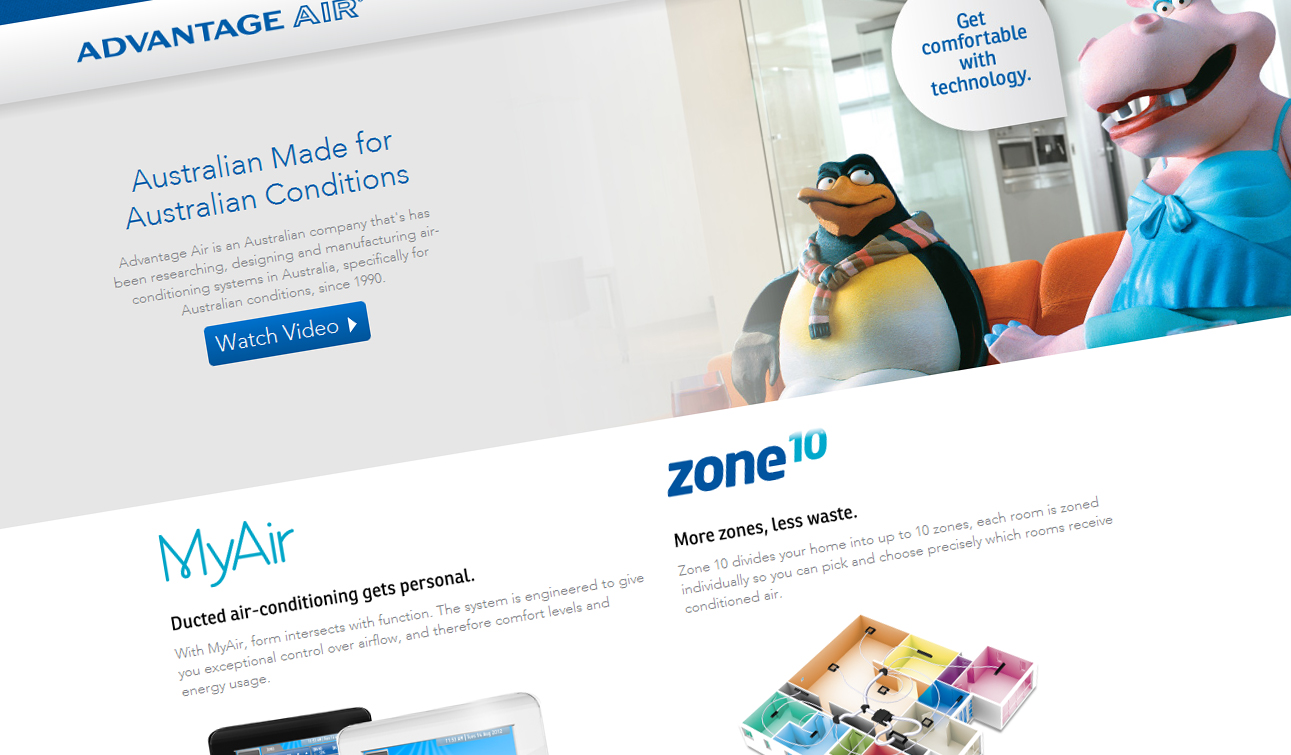 ADVANTAGE AIR
Get
comfortable
with
technology.
Australian Made for
Australian Conditions
Advantage Air is an Australian company that's has
been researching, designing and manufacturing air-
conditioning systems in Australia, specifically for
Australian conditions, since 1990.
Watch Video
MyAir
Ducted air-conditioning gets personal.
With MyAir, form intersects with function. The system is engineered to give
you exceptional control over airflow, and therefore comfort levels and
energy usage.
zone10
More zones, less waste.
Zone 10 divides your home into up to 10 zones, each room is zoned
individually so you can pick and choose precisely which rooms receive
conditioned air.